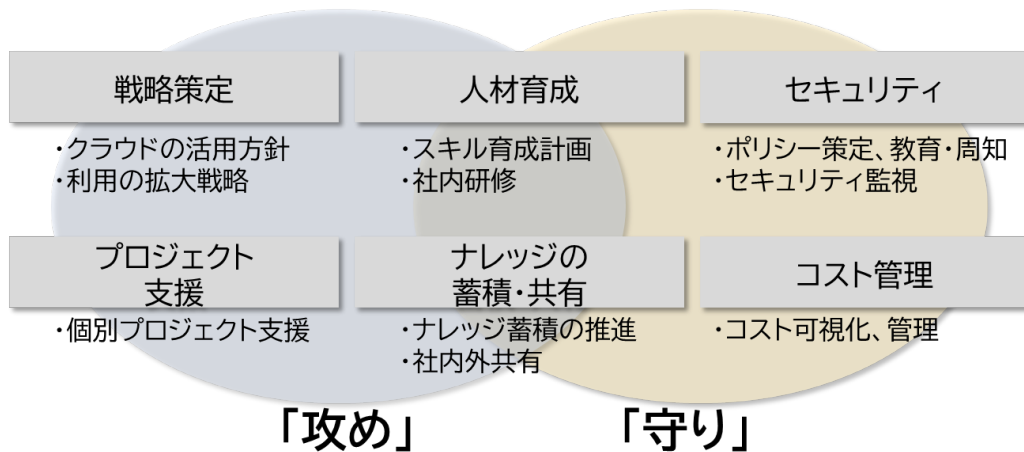 戦略策定
・クラウドの活用方針
・利用の拡大戦略
人材育成
・スキル育成計画
・社内研修
セキュリティ
・ポリシー策定、教育・周知
・セキュリティ監視
プロジェクト
支援
・個別プロジェクト支援
ナレッジの
蓄積・共有
・ナレッジ蓄積の推進
・社内外共有
コスト管理
・コスト可視化、管理
「攻め」
「守り」